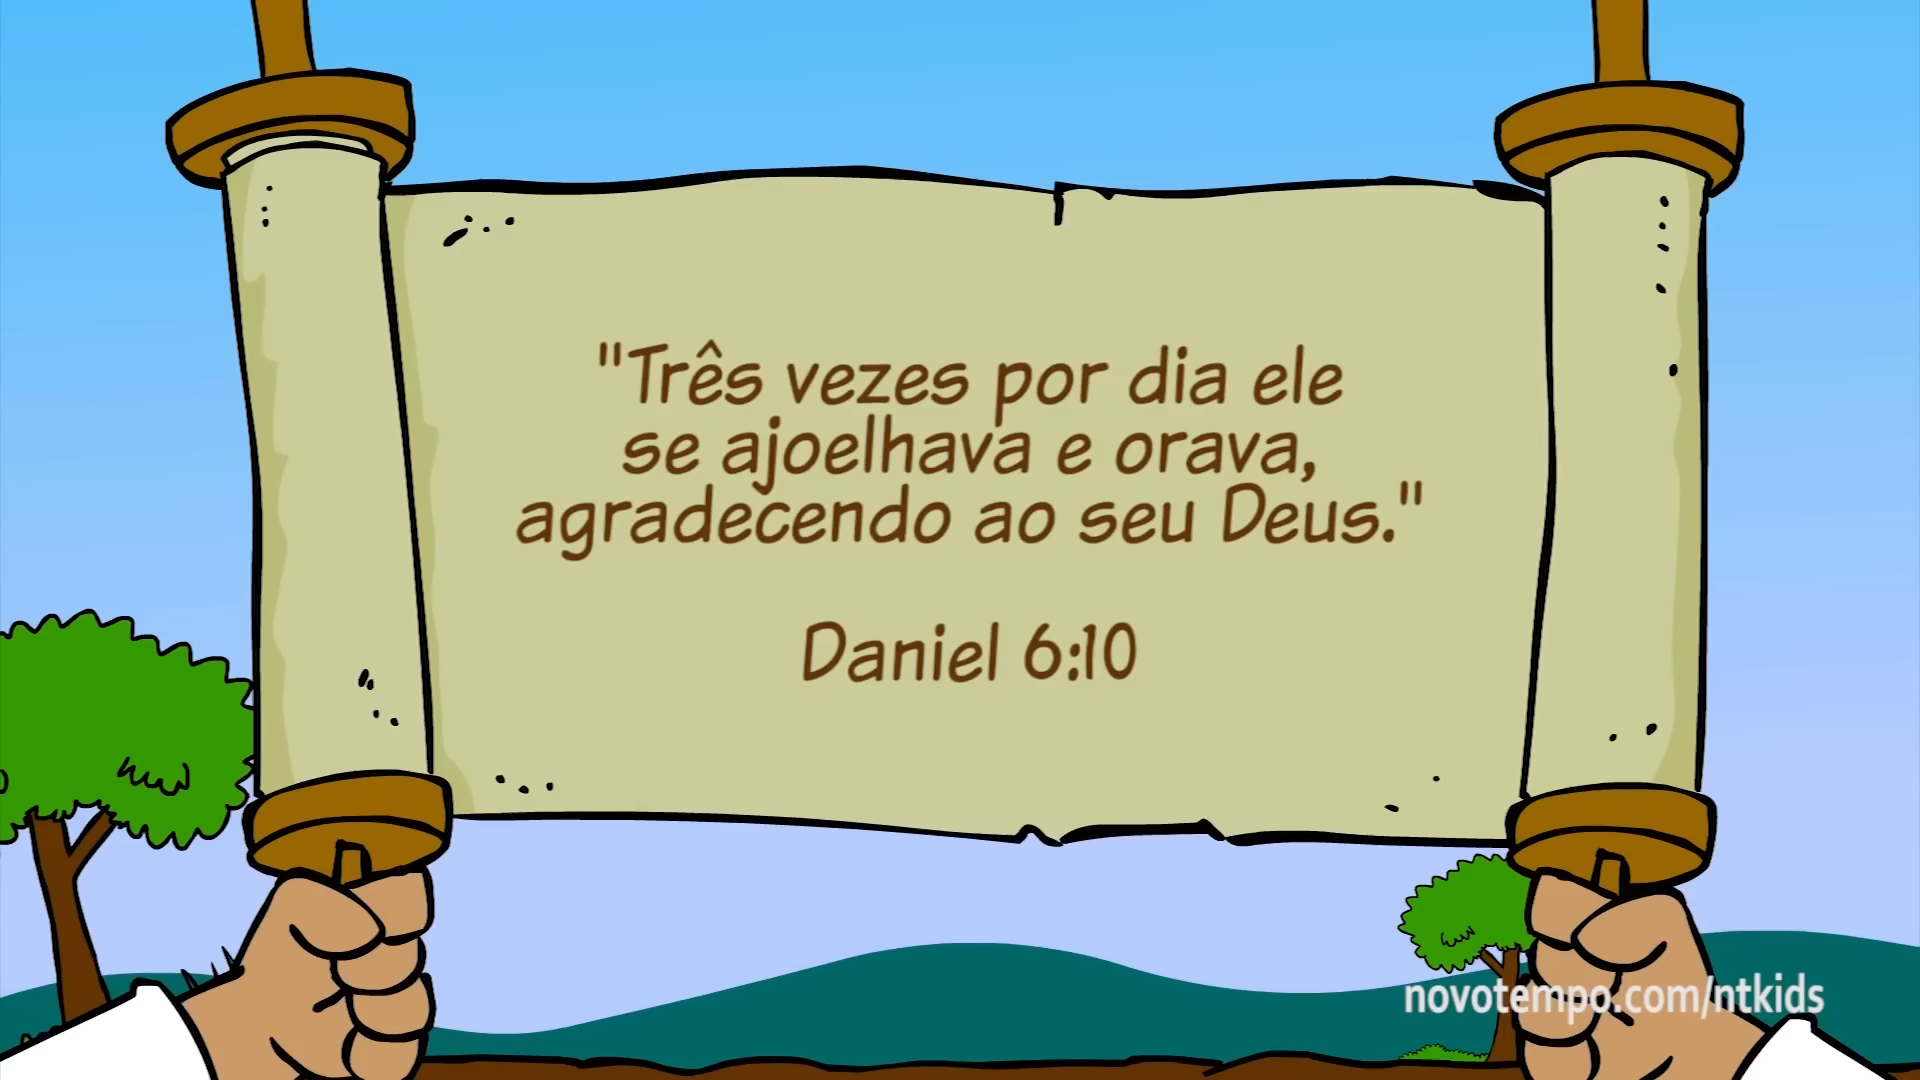 "Três vezes por dia ele
se ajoelhava e orava,
agradecendo ao seu Deus."
Daniel 6:10
novotempo.com/ntkids